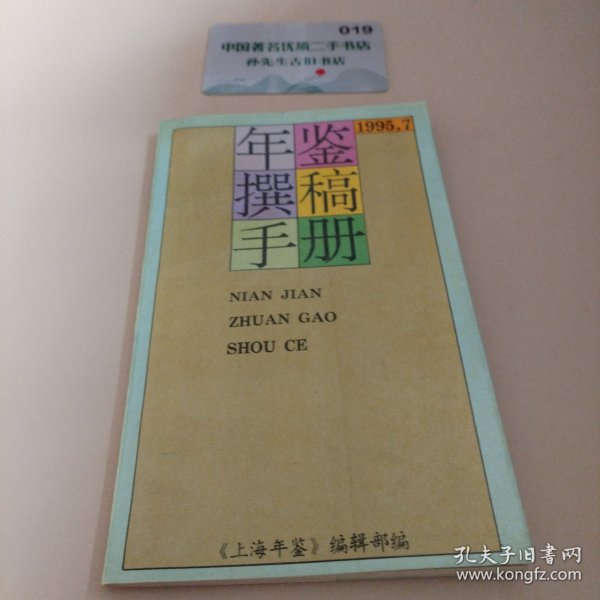 019
中国著名优质二手书店
孙先生古旧书店
1995.7
年鉴
撰稿
手册
NIAN JIAN
ZHUAN GAO
SHOU CE
《上海年鉴》编辑部编
孔夫子旧书网
www.kongfz.com